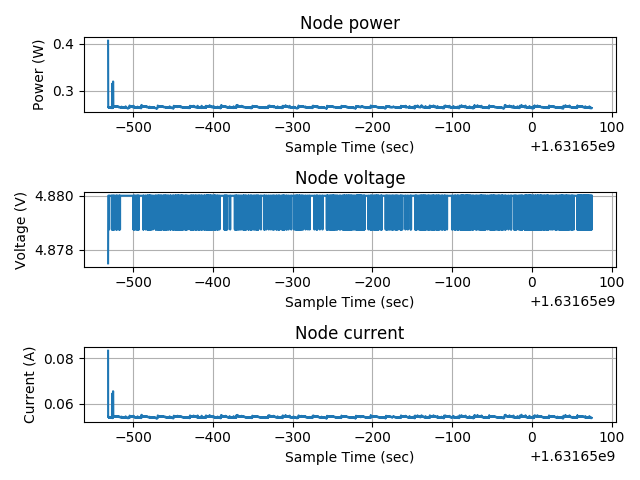 Node power
Power (W)
0.4
0.3
−500 −400 −300 −200 −100 0 100
Sample Time (sec)
+1.63165e9
Node voltage
Voltage (V)
4.880
4.878
−500 −400 −300 −200 −100 0 100
Sample Time (sec)
+1.63165e9
Node current
Current (A)
0.08
0.06
−500 −400 −300 −200 −100 0 100
Sample Time (sec)
+1.63165e9